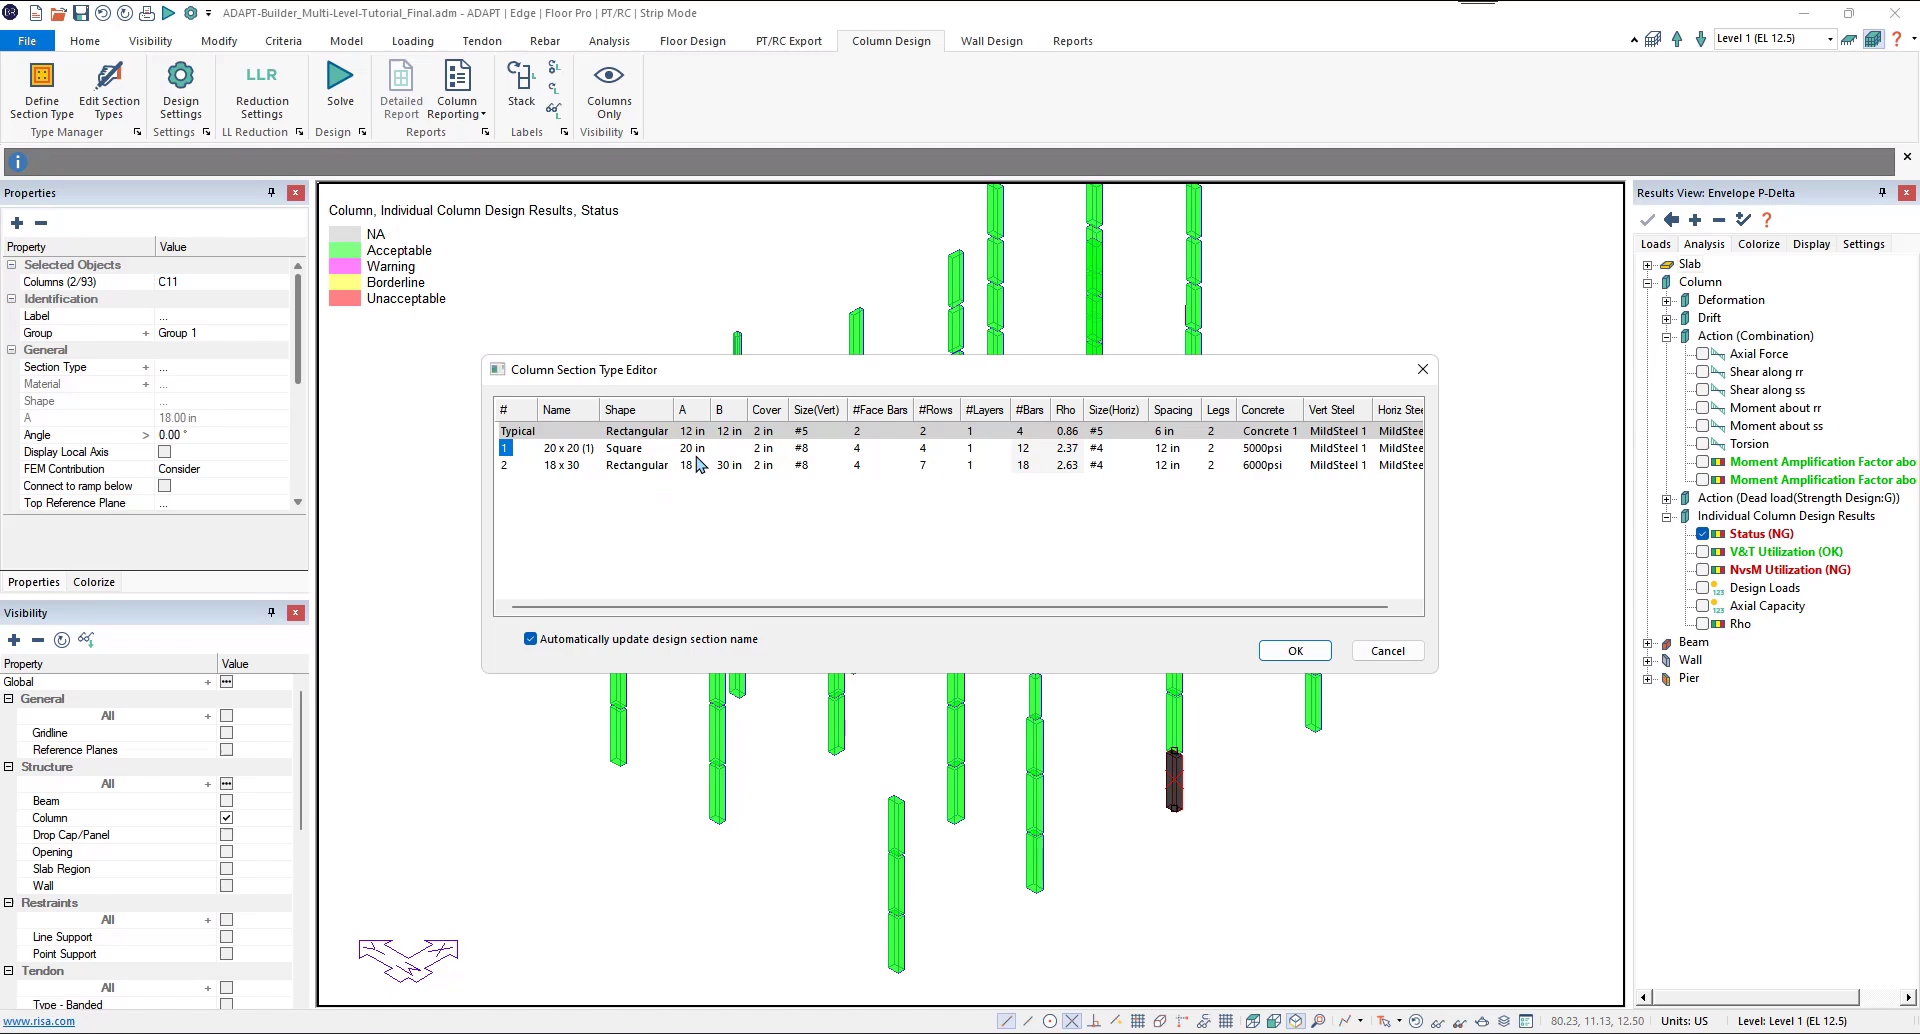 ADAPT-Builder_Multi-Level-Tutorial_Final.adm - ADAPT | Edge | Floor Pro | PT/RC | Strip Mode
File Home Visibility Modify Criteria Model Loading Tendon Rebar Analysis Floor Design PT/RC Export Column Design Wall Design Reports Level 1 (EL 12.5)
LLR
Define Section Type
Edit Section Types
Design Settings
Reduction Settings
Solve
Detailed Report
Column Reporting
Stack
Columns Only
Type Manager Settings LL Reduction Design Reports Labels Visibility
Properties
Property Value
Selected Objects
Columns (2/93) C11
Identification
Label ...
Group + Group 1
General
Section Type + ...
Material + ...
Shape ...
A 18.00 in
Angle > 0.00 °
Display Local Axis
FEM Contribution Consider
Connect to ramp below
Top Reference Plane ...
Properties Colorize
Visibility
Property Value
Global +
General
All +
Gridline
Reference Planes
Structure
All +
Beam
Column
Drop Cap/Panel
Opening
Slab Region
Wall
Restraints
All +
Line Support
Point Support
Tendon
All +
Type - Banded
www.risa.com
Column, Individual Column Design Results, Status
NA
Acceptable
Warning
Borderline
Unacceptable
Column Section Type Editor
# Name Shape A B Cover Size(Vert) #Face Bars #Rows #Layers #Bars Rho Size(Horiz) Spacing Legs Concrete Vert Steel Horiz Stee
Typical Rectangular 12 in 12 in 2 in #5 2 2 1 4 0.86 #5 6 in 2 Concrete 1 MildSteel 1 MildStee
1 20 x 20 (1) Square 20 in 2 in #8 4 4 1 12 2.37 #4 12 in 2 5000psi MildSteel 1 MildStee
2 18 x 30 Rectangular 18 30 in 2 in #8 4 7 1 18 2.63 #4 12 in 2 6000psi MildSteel 1 MildStee
Automatically update design section name
OK Cancel
Results View: Envelope P-Delta
Loads Analysis Colorize Display Settings
Slab
Column
Deformation
Drift
Action (Combination)
Axial Force
Shear along rr
Shear along ss
Moment about rr
Moment about ss
Torsion
Moment Amplification Factor abo
Moment Amplification Factor abo
Action (Dead load(Strength Design:G))
Individual Column Design Results
Status (NG)
V&T Utilization (OK)
NvsM Utilization (NG)
Design Loads
Axial Capacity
Rho
Beam
Wall
Pier
80.23, 11.13, 12.50 Units: US Level: Level 1 (EL 12.5)